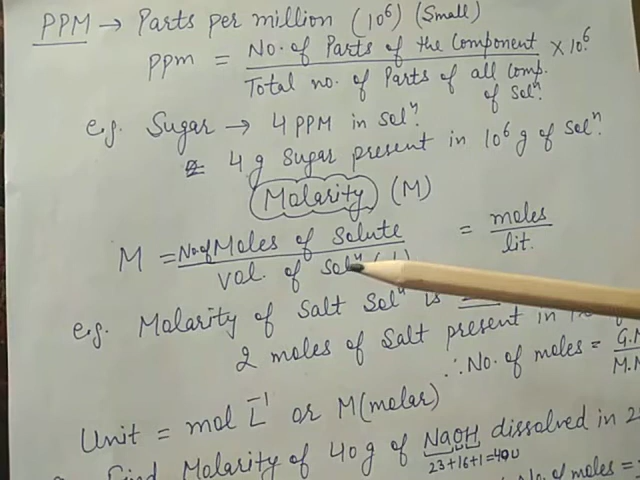 PPM → Parts per million (10⁶) (Small)
PPm = No. of Parts of the Component × 10⁶
Total no. of Parts of all Comp. of Solⁿ.
e.g. Sugar → 4 PPM in Solⁿ.
4 g Sugar present in 10⁶ g of Solⁿ.
Molarity (M)
M = No. of Moles of Solute = moles
Vol. of Solⁿ lit.
e.g. Molarity of Salt Solⁿ is
2 moles of Salt present in
∴ No. of moles = G.M
M.M
Unit = mol L⁻¹ or M (molar)
Find Molarity of 40g of NaOH dissolved in 2
23+16+1=40
No. of moles =